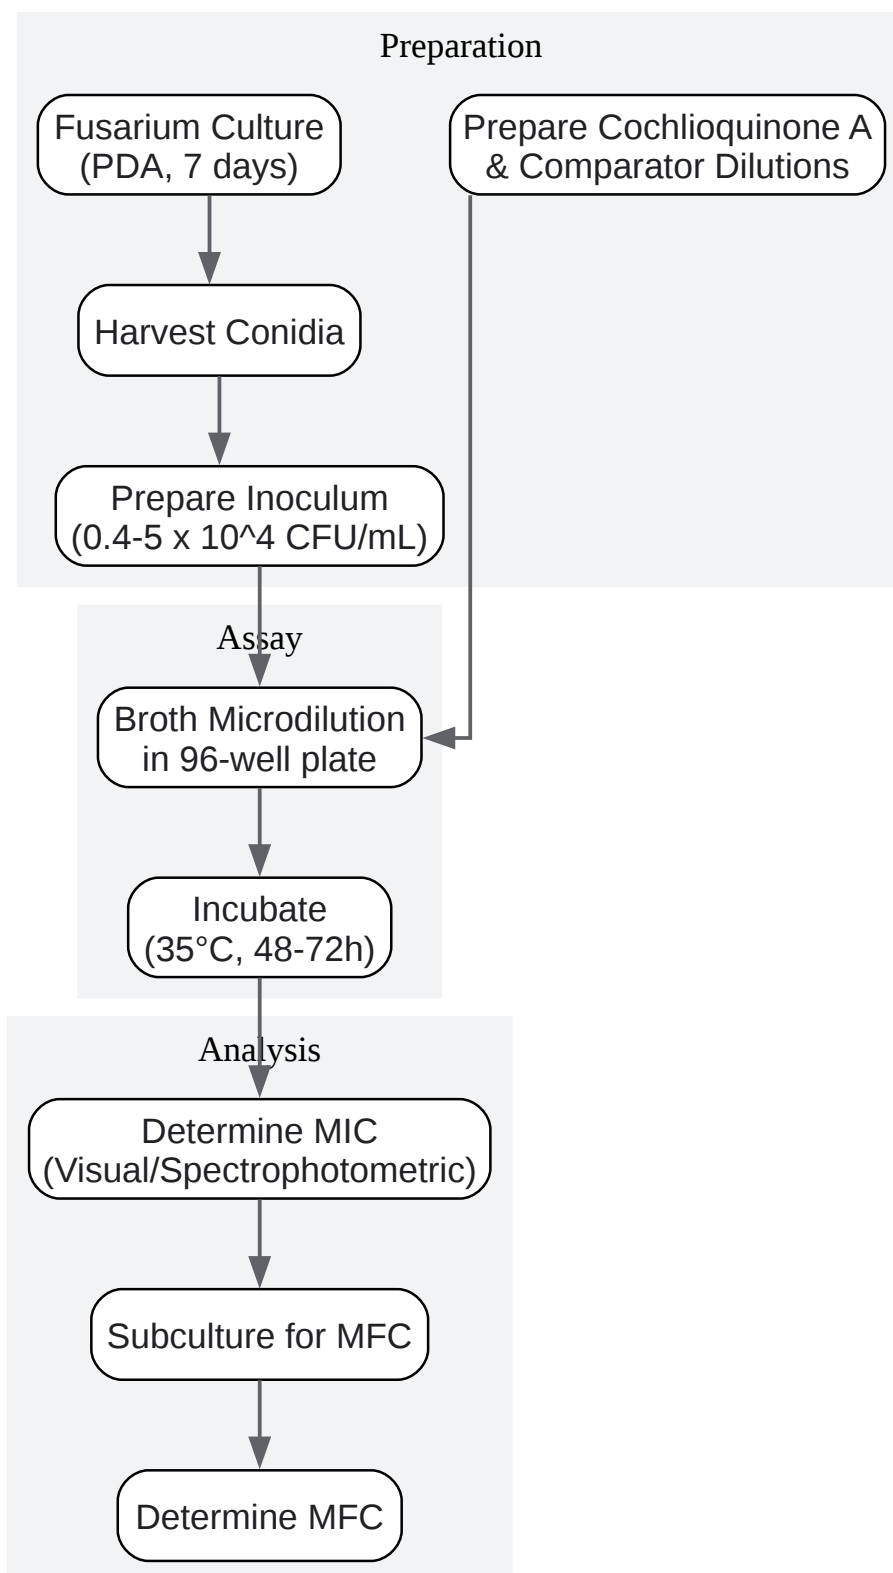 Preparation
Fusarium Culture
(PDA, 7 days)
Prepare Cochlioquinone A
& Comparator Dilutions
Harvest Conidia
Prepare Inoculum
(0.4-5 x 10^4 CFU/mL)
Assay
Broth Microdilution
in 96-well plate
Incubate
(35°C, 48-72h)
Analysis
Determine MIC
(Visual/Spectrophotometric)
Subculture for MFC
Determine MFC